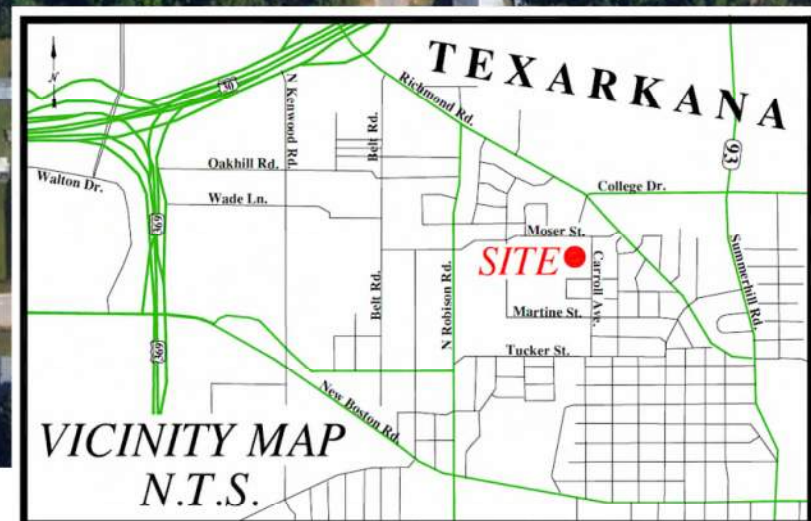 N
TEXARKANA
30
N Kenwood Rd.
Belt Rd.
Richmond Rd.
93
Oakhill Rd.
Walton Dr.
College Dr.
Wade Ln.
369
Moser St.
SITE
Carroll Ave.
Summerhill Rd.
Belt Rd.
N Robison Rd.
Martine St.
369
Tucker St.
New Boston Rd.
VICINITY MAP
N.T.S.